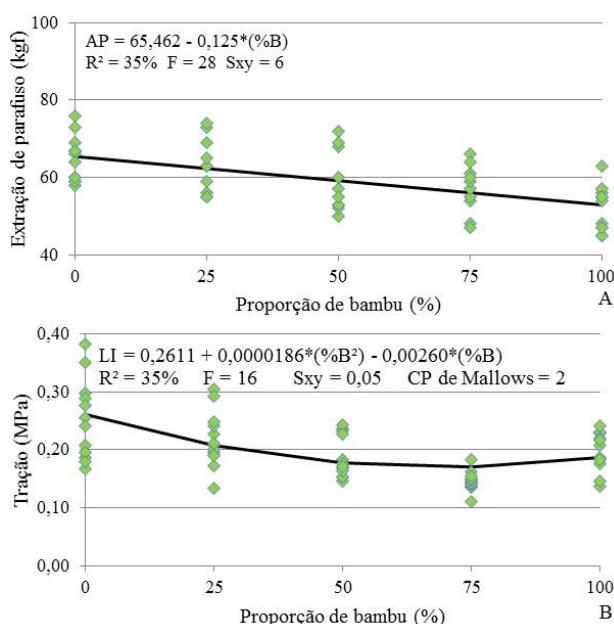 100
80
60
40
Extração de parafuso (kgf)
AP = 65,462 - 0,125*(%B)
R² = 35% F = 28 Sxy = 6
0 25 50 75 100
Proporção de bambu (%)
A
0,40
0,30
0,20
0,10
0,00
Tração (MPa)
LI = 0,2611 + 0,0000186*(%B²) - 0,00260*(%B)
R² = 35% F = 16 Sxy = 0,05 CP de Mallows = 2
0 25 50 75 100
Proporção de bambu (%)
B